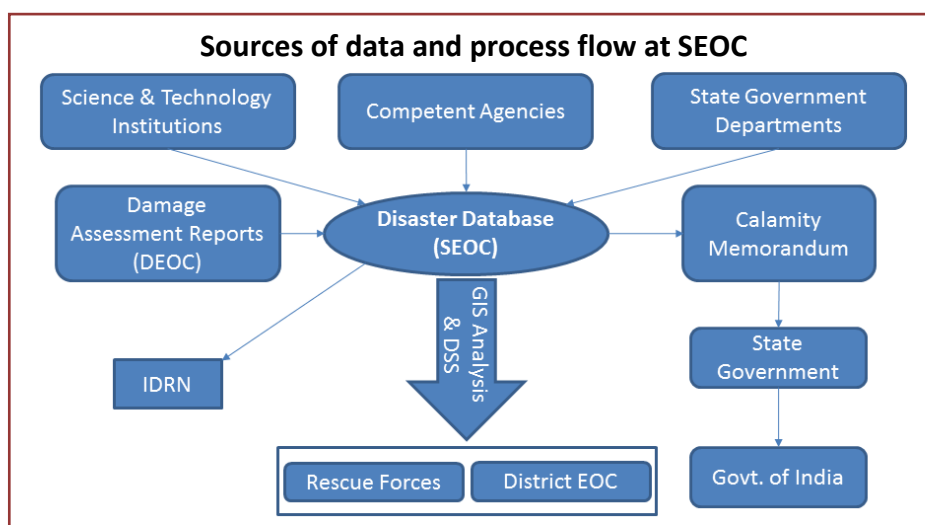 Sources of data and process flow at SEOC
Science & Technology
Institutions
Competent Agencies
State Government
Departments
Damage
Assessment Reports
(DEOC)
Disaster Database
(SEOC)
Calamity
Memorandum
GIS Analysis
& DSS
IDRN
State
Government
Rescue Forces
District EOC
Govt. of India